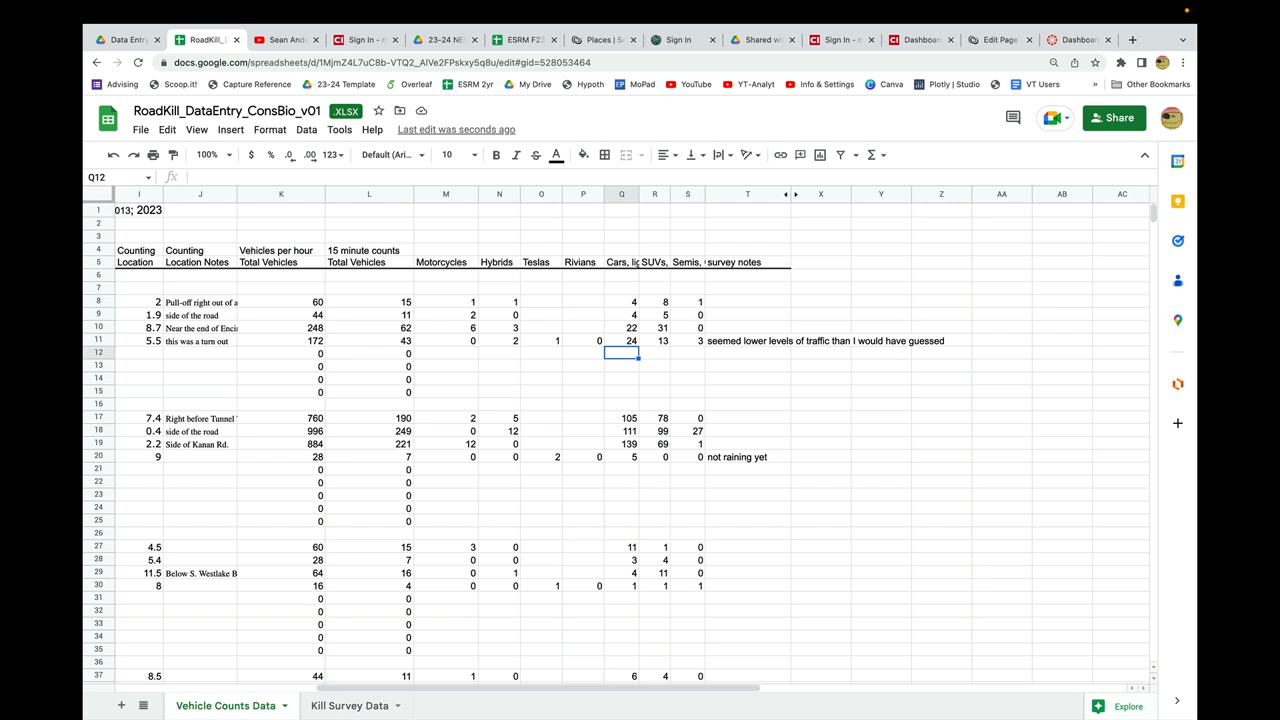 Data Entry
RoadKill_
Sean And
Sign In - m
23-24 NE
ESRM F23
Places | S
Sign In
Shared wi
Sign In - m
Dashboar
Edit Page
Dashboar
docs.google.com/spreadsheets/d/1MjmZ4L7uC8b-VTQ2_AlVe2FPskxy5q8u/edit#gid=528053464
Advising Scoop.it! Capture Reference 23-24 Template Overleaf ESRM 2yr My Drive Hypoth MoPad YouTube YT-Analyt Info & Settings Canva Plotly | Studio VT Users » Other Bookmarks
RoadKill_DataEntry_ConsBio_v01 .XLSX
Share
File Edit View Insert Format Data Tools Help Last edit was seconds ago
100% $ % .0 .00 123 Default (Ari... 10 B I S A
Q12 fx
I J K L M N O P Q R S T X Y Z AA AB AC
1 013; 2023
2
3
4 Counting Counting Vehicles per hour 15 minute counts
5 Location Location Notes Total Vehicles Total Vehicles Motorcycles Hybrids Teslas Rivians Cars, lig SUVs, Semis, survey notes
6
7
8 2 Pull-off right out of a 60 15 1 1 4 8 1
9 1.9 side of the road 44 11 2 0 4 5 0
10 8.7 Near the end of Enci 248 62 6 3 22 31 0
11 5.5 this was a turn out 172 43 0 2 1 0 24 13 3 seemed lower levels of traffic than I would have guessed
12 0 0
13 0 0
14 0 0
15 0 0
16
17 7.4 Right before Tunnel 760 190 2 5 105 78 0
18 0.4 side of the road 996 249 0 12 111 99 27
19 2.2 Side of Kanan Rd. 884 221 12 0 139 69 1
20 9 28 7 0 0 2 0 5 0 0 not raining yet
21 0 0
22 0 0
23 0 0
24 0 0
25 0 0
26
27 4.5 60 15 3 0 11 1 0
28 5.4 28 7 0 0 3 4 0
29 11.5 Below S. Westlake B 64 16 0 1 4 11 0
30 8 16 4 0 0 1 0 1 1 1
31 0 0
32 0 0
33 0 0
34 0 0
35 0 0
36
37 8.5 44 11 1 0 6 4 0
Vehicle Counts Data Kill Survey Data Explore